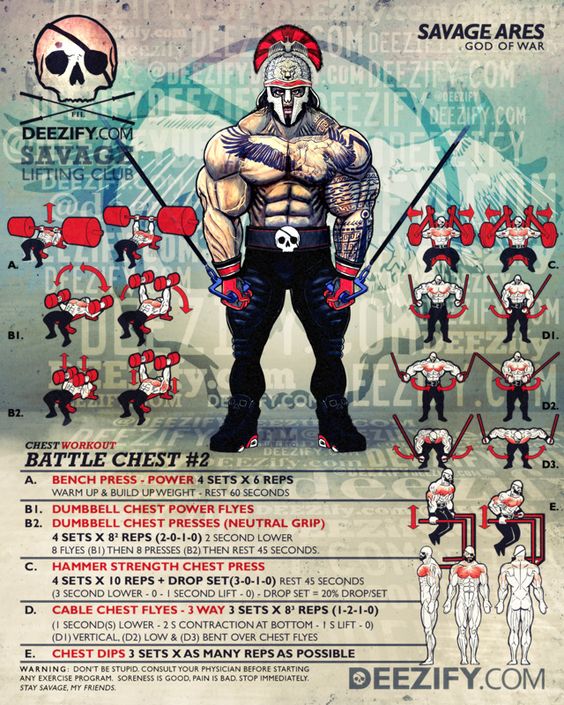 SAVAGE ARES
GOD OF WAR
PIE
DEEZIFY.COM
SAVAGE
LIFTING CLUB
A.
B1.
B2.
C.
D1.
D2.
D3.
E.
CHEST WORKOUT
BATTLE CHEST #2
A. BENCH PRESS - POWER 4 SETS X 6 REPS
WARM UP & BUILD UP WEIGHT - REST 60 SECONDS
B1. DUMBBELL CHEST POWER FLYES
B2. DUMBBELL CHEST PRESSES (NEUTRAL GRIP)
4 SETS X 8² REPS (2-0-1-0) 2 SECOND LOWER
8 FLYES (B1) THEN 8 PRESSES (B2) THEN REST 45 SECONDS.
C. HAMMER STRENGTH CHEST PRESS
4 SETS X 10 REPS + DROP SET (3-0-1-0) REST 45 SECONDS
(3 SECOND LOWER - 0 - 1 SECOND LIFT - 0) - DROP SET = 20% DROP/SET
D. CABLE CHEST FLYES - 3 WAY 3 SETS X 8³ REPS (1-2-1-0)
(1 SECOND(S) LOWER - 2 S CONTRACTION AT BOTTOM - 1 S LIFT - 0)
(D1) VERTICAL, (D2) LOW & (D3) BENT OVER CHEST FLYES
E. CHEST DIPS 3 SETS X AS MANY REPS AS POSSIBLE
WARNING: DON'T BE STUPID. CONSULT YOUR PHYSICIAN BEFORE STARTING
ANY EXERCISE PROGRAM. SORENESS IS GOOD, PAIN IS BAD. STOP IMMEDIATELY.
STAY SAVAGE, MY FRIENDS.
DEEZIFY.COM